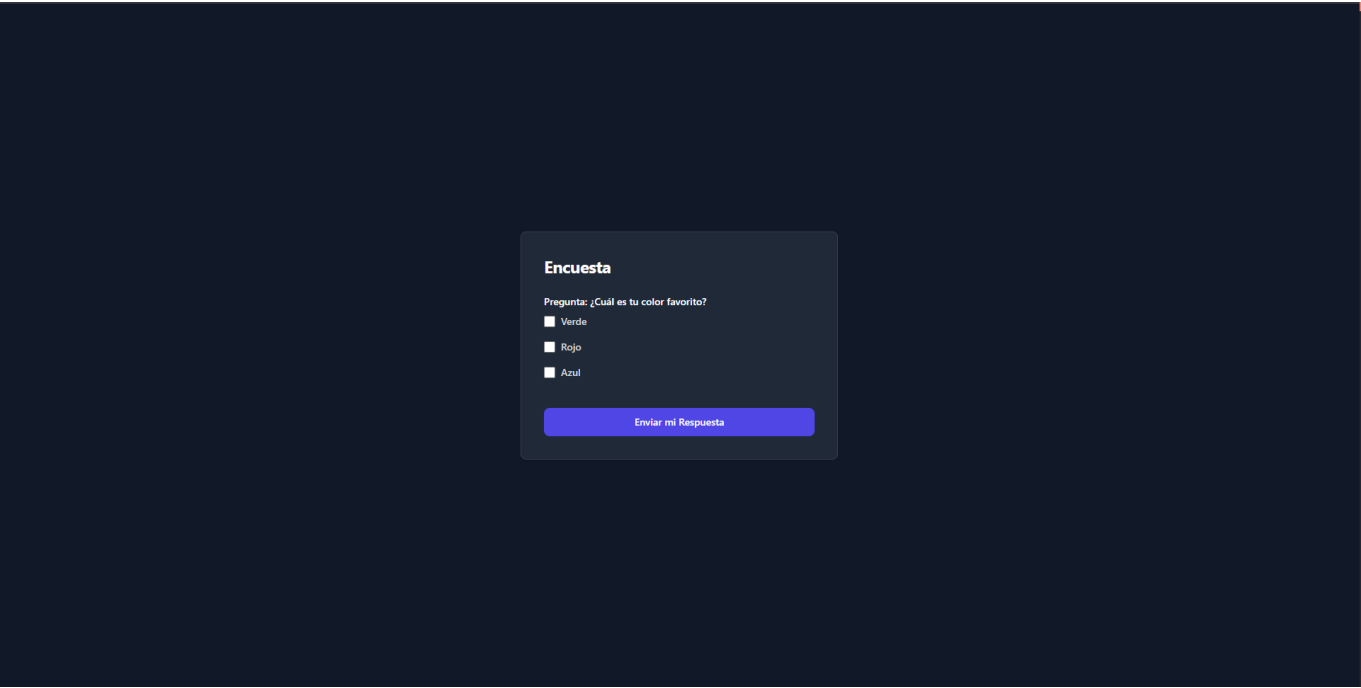 Encuesta
Pregunta: ¿Cuál es tu color favorito?
Verde
Rojo
Azul
Enviar mi Respuesta